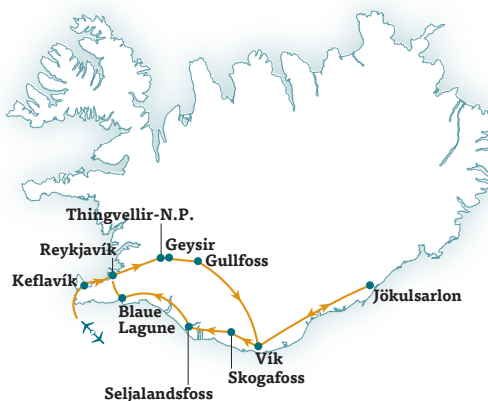 Thingvellir-N.P.
Reykjavík
Geysir
Gullfoss
Keflavík
Jökulsarlon
Blaue
Lagune
Vík
Skogafoss
Seljalandsfoss